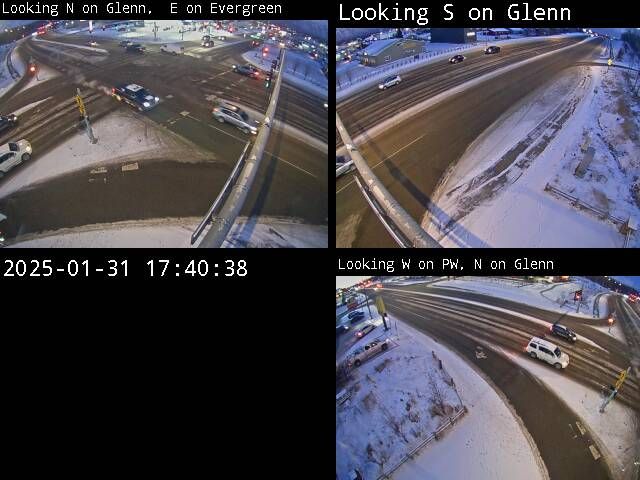 Looking N on Glenn,  E on Evergreen
Looking S on Glenn
2025-01-31 17:40:38
Looking W on PW, N on Glenn